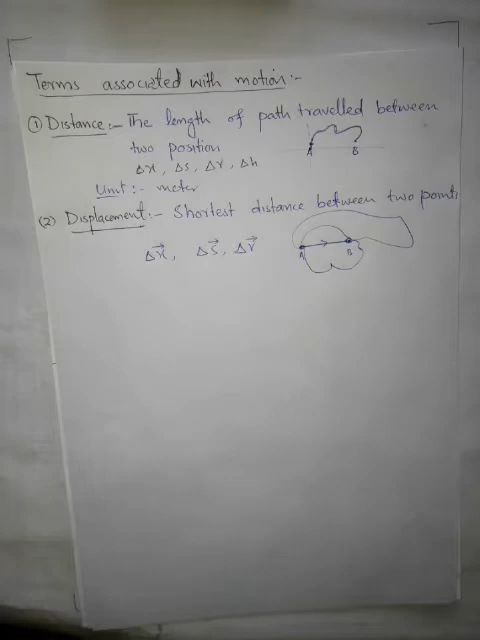 Terms associated with motion:-
① Distance:- The length of path travelled between
two position
Δx, Δs, Δr, Δh
A B
Unit:- meter
(2) Displacement:- Shortest distance between two points
Δx⃗, Δs⃗, Δr⃗
A B